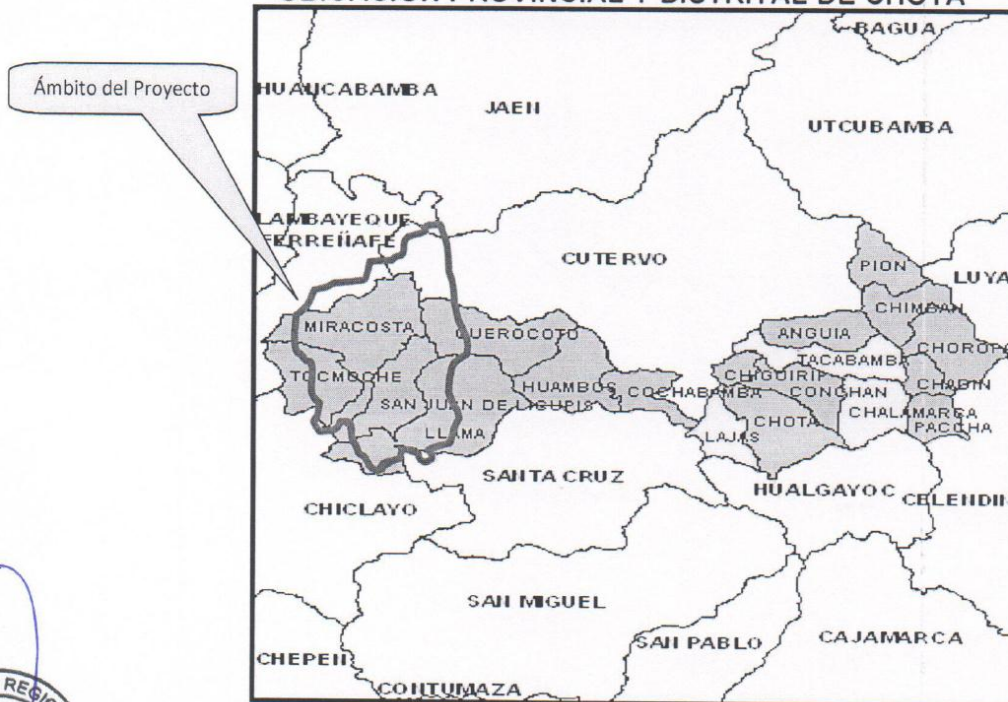 BAGUA
Ámbito del Proyecto
HUAUCABAMBA
JAEII
UTCUBAMBA
LAMBAYEQUE
FERREÑAFE
CUTERVO
PION
LUYA
CHIMBAN
MIRACOSTA
QUEROCOTO
ANGUIA
CHOROP
TACABAMBA
TOCMOCHE
CHIGUIRIP
CHABIN
HUAMBOS
COCHABAMBA
CONCHAN
SAN JUAN DE LICUPIS
CHALAMARCA
CHOTA
PACCHA
LLAMA
LAJAS
SANTA CRUZ
HUALGAYOC
CELENDIN
CHICLAYO
SAN MIGUEL
SAN PABLO
CAJAMARCA
CHEPEN
CONTUMAZA